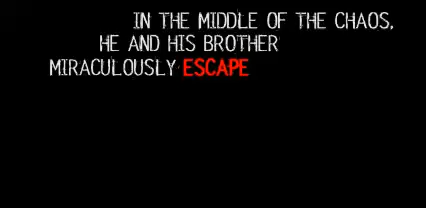 IN THE MIDDLE OF THE CHAOS,
HE AND HIS BROTHER
MIRACULOUSLY ESCAPE